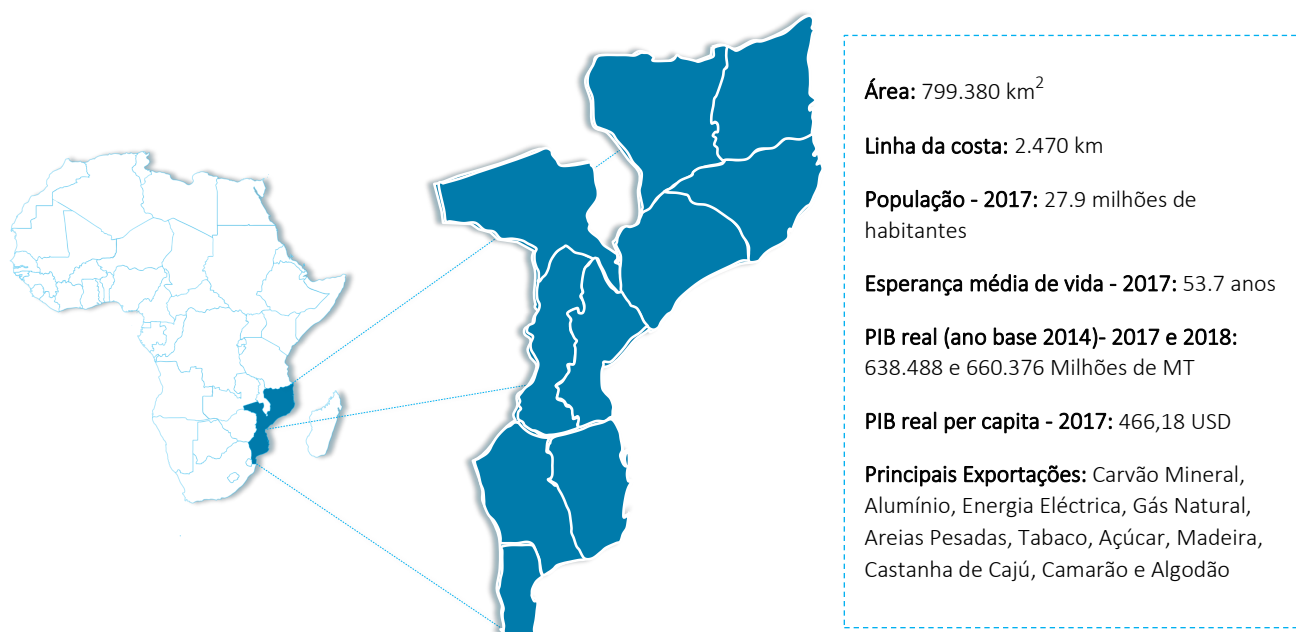 Área: 799.380 km²
Linha da costa: 2.470 km
População - 2017: 27.9 milhões de
habitantes
Esperança média de vida - 2017: 53.7 anos
PIB real (ano base 2014)- 2017 e 2018:
638.488 e 660.376 Milhões de MT
PIB real per capita - 2017: 466,18 USD
Principais Exportações: Carvão Mineral,
Alumínio, Energia Eléctrica, Gás Natural,
Areias Pesadas, Tabaco, Açúcar, Madeira,
Castanha de Cajú, Camarão e Algodão